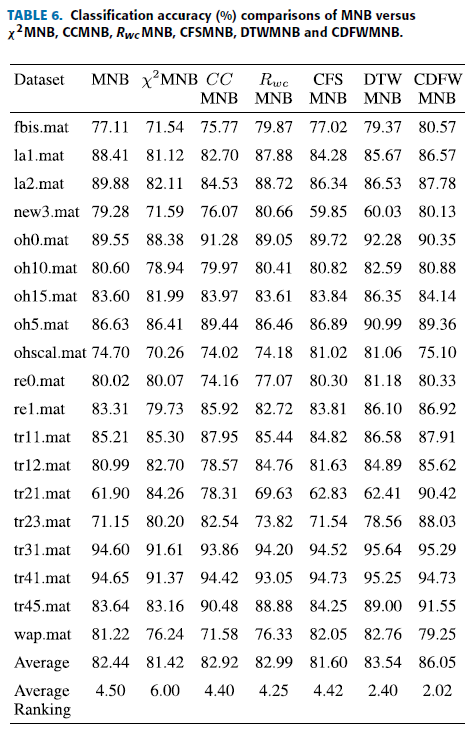 TABLE 6. Classification accuracy (%) comparisons of MNB versus
χ²MNB, CCMNB, RwcMNB, CFSMNB, DTWMNB and CDFWMNB.
Dataset MNB χ²MNB CC MNB Rwc MNB CFS MNB DTW MNB CDFW MNB
fbis.mat 77.11 71.54 75.77 79.87 77.02 79.37 80.57
la1.mat 88.41 81.12 82.70 87.88 84.28 85.67 86.57
la2.mat 89.88 82.11 84.53 88.72 86.34 86.53 87.78
new3.mat 79.28 71.59 76.07 80.66 59.85 60.03 80.13
oh0.mat 89.55 88.38 91.28 89.05 89.72 92.28 90.35
oh10.mat 80.60 78.94 79.97 80.41 80.82 82.59 80.88
oh15.mat 83.60 81.99 83.97 83.61 83.84 86.35 84.14
oh5.mat 86.63 86.41 89.44 86.46 86.89 90.99 89.36
ohscal.mat 74.70 70.26 74.02 74.18 81.02 81.06 75.10
re0.mat 80.02 80.07 74.16 77.07 80.30 81.18 80.33
re1.mat 83.31 79.73 85.92 82.72 83.81 86.10 86.92
tr11.mat 85.21 85.30 87.95 85.44 84.82 86.58 87.91
tr12.mat 80.99 82.70 78.57 84.76 81.63 84.89 85.62
tr21.mat 61.90 84.26 78.31 69.63 62.83 62.41 90.42
tr23.mat 71.15 80.20 82.54 73.82 71.54 78.56 88.03
tr31.mat 94.60 91.61 93.86 94.20 94.52 95.64 95.29
tr41.mat 94.65 91.37 94.42 93.05 94.73 95.25 94.73
tr45.mat 83.64 83.16 90.48 88.88 84.25 89.00 91.55
wap.mat 81.22 76.24 71.58 76.33 82.05 82.76 79.25
Average 82.44 81.42 82.92 82.99 81.60 83.54 86.05
Average 4.50 6.00 4.40 4.25 4.42 2.40 2.02
Ranking